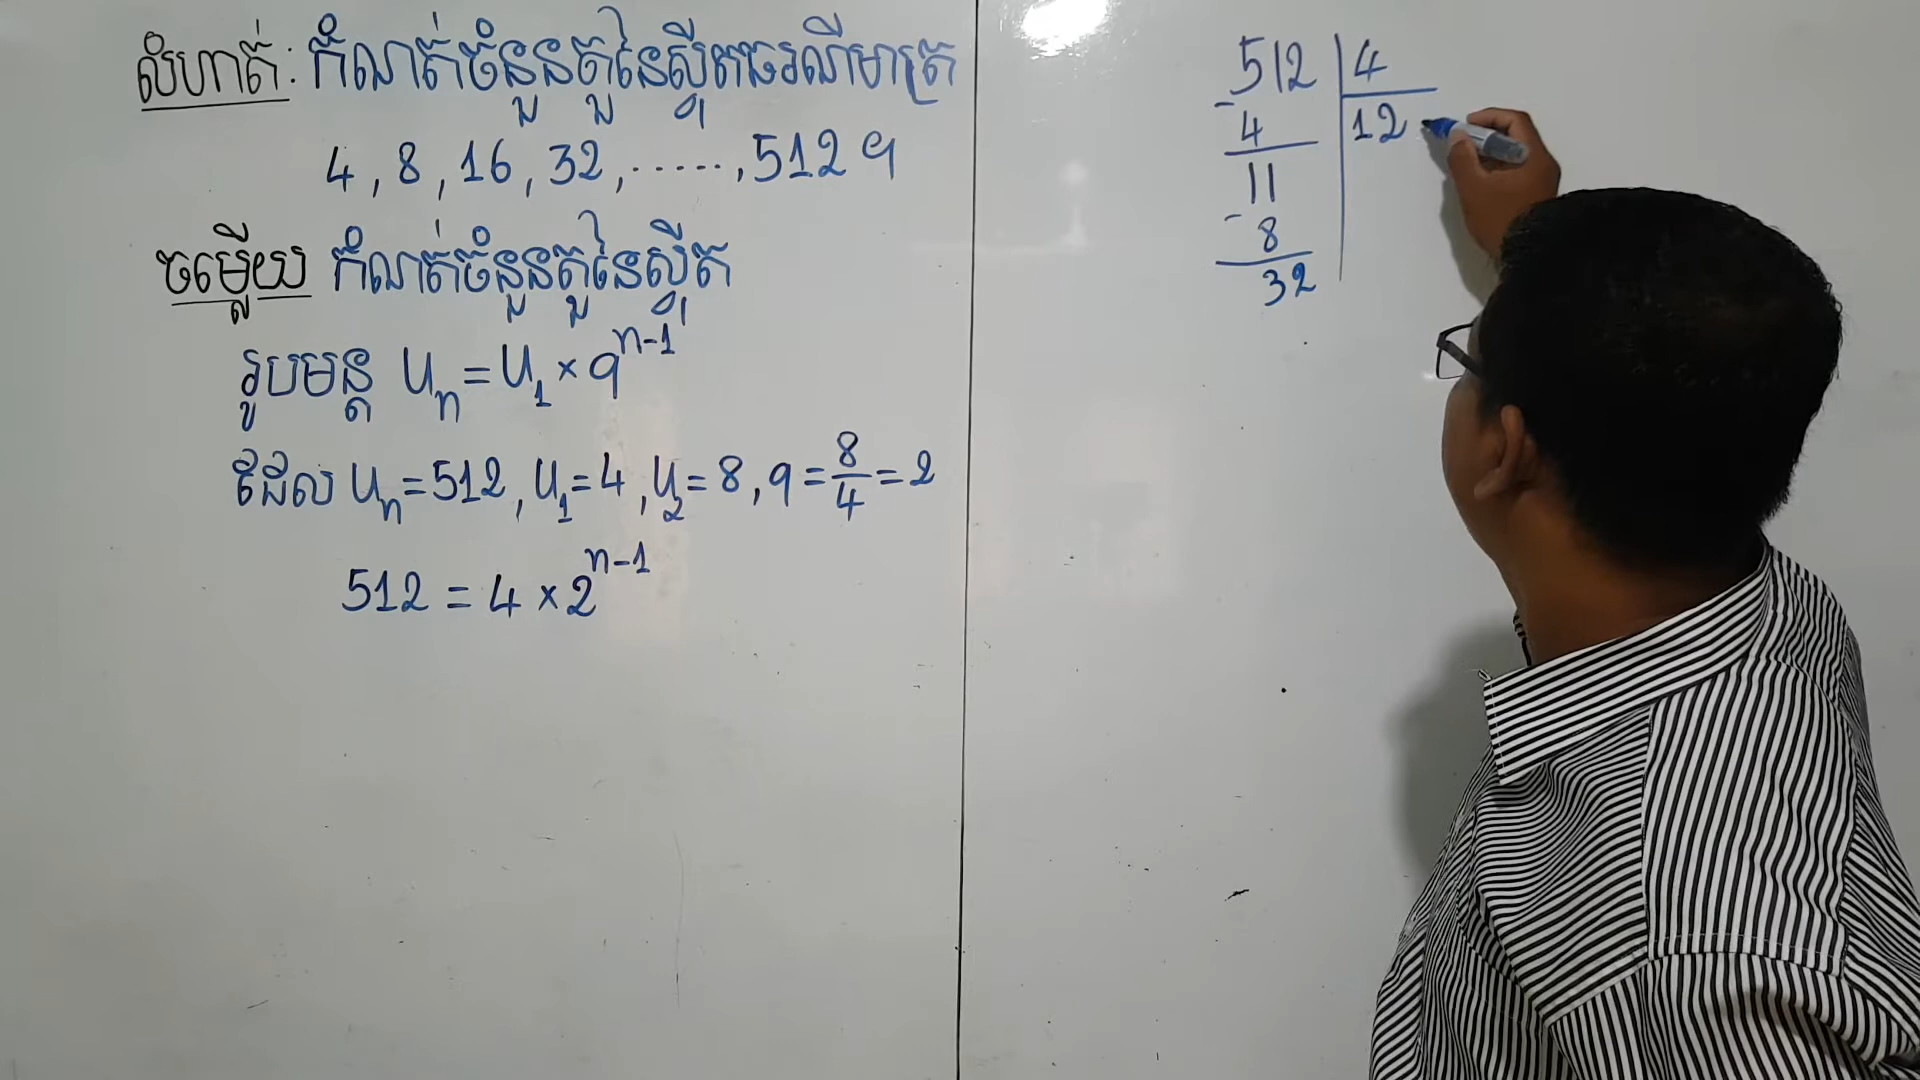 លំហាត់: កំណត់ចំនួនតួនៃស្វ៊ីតធរណីមាត្រ
4, 8, 16, 32, ......, 512 ។
ចម្លើយ កំណត់ចំនួនតួនៃស្វ៊ីត
រូបមន្ត Uₙ = U₁ × qⁿ⁻¹
ដែល Uₙ = 512, U₁ = 4, U₂ = 8, q = 8/4 = 2
512 = 4 × 2ⁿ⁻¹
512 | 4
- 4 | 12
11
- 8
32